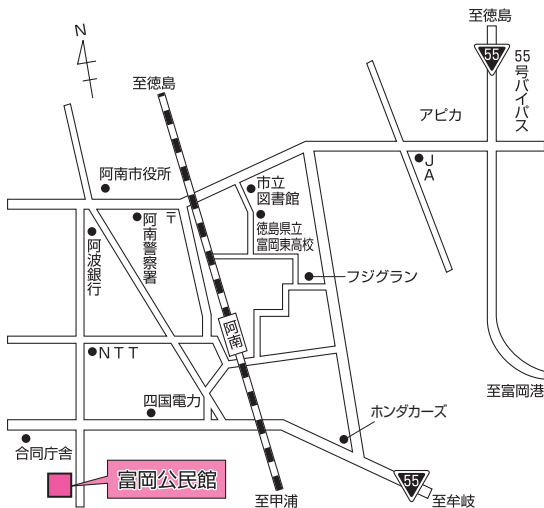 至徳島
55
55号バイパス
N
至徳島
アピカ
JA
阿南市役所
市立
図書館
〒
阿南警察署
徳島県立
富岡東高校
阿波銀行
フジグラン
阿南
NTT
至富岡港
四国電力
ホンダカーズ
合同庁舎
富岡公民館
55
至甲浦
至牟岐